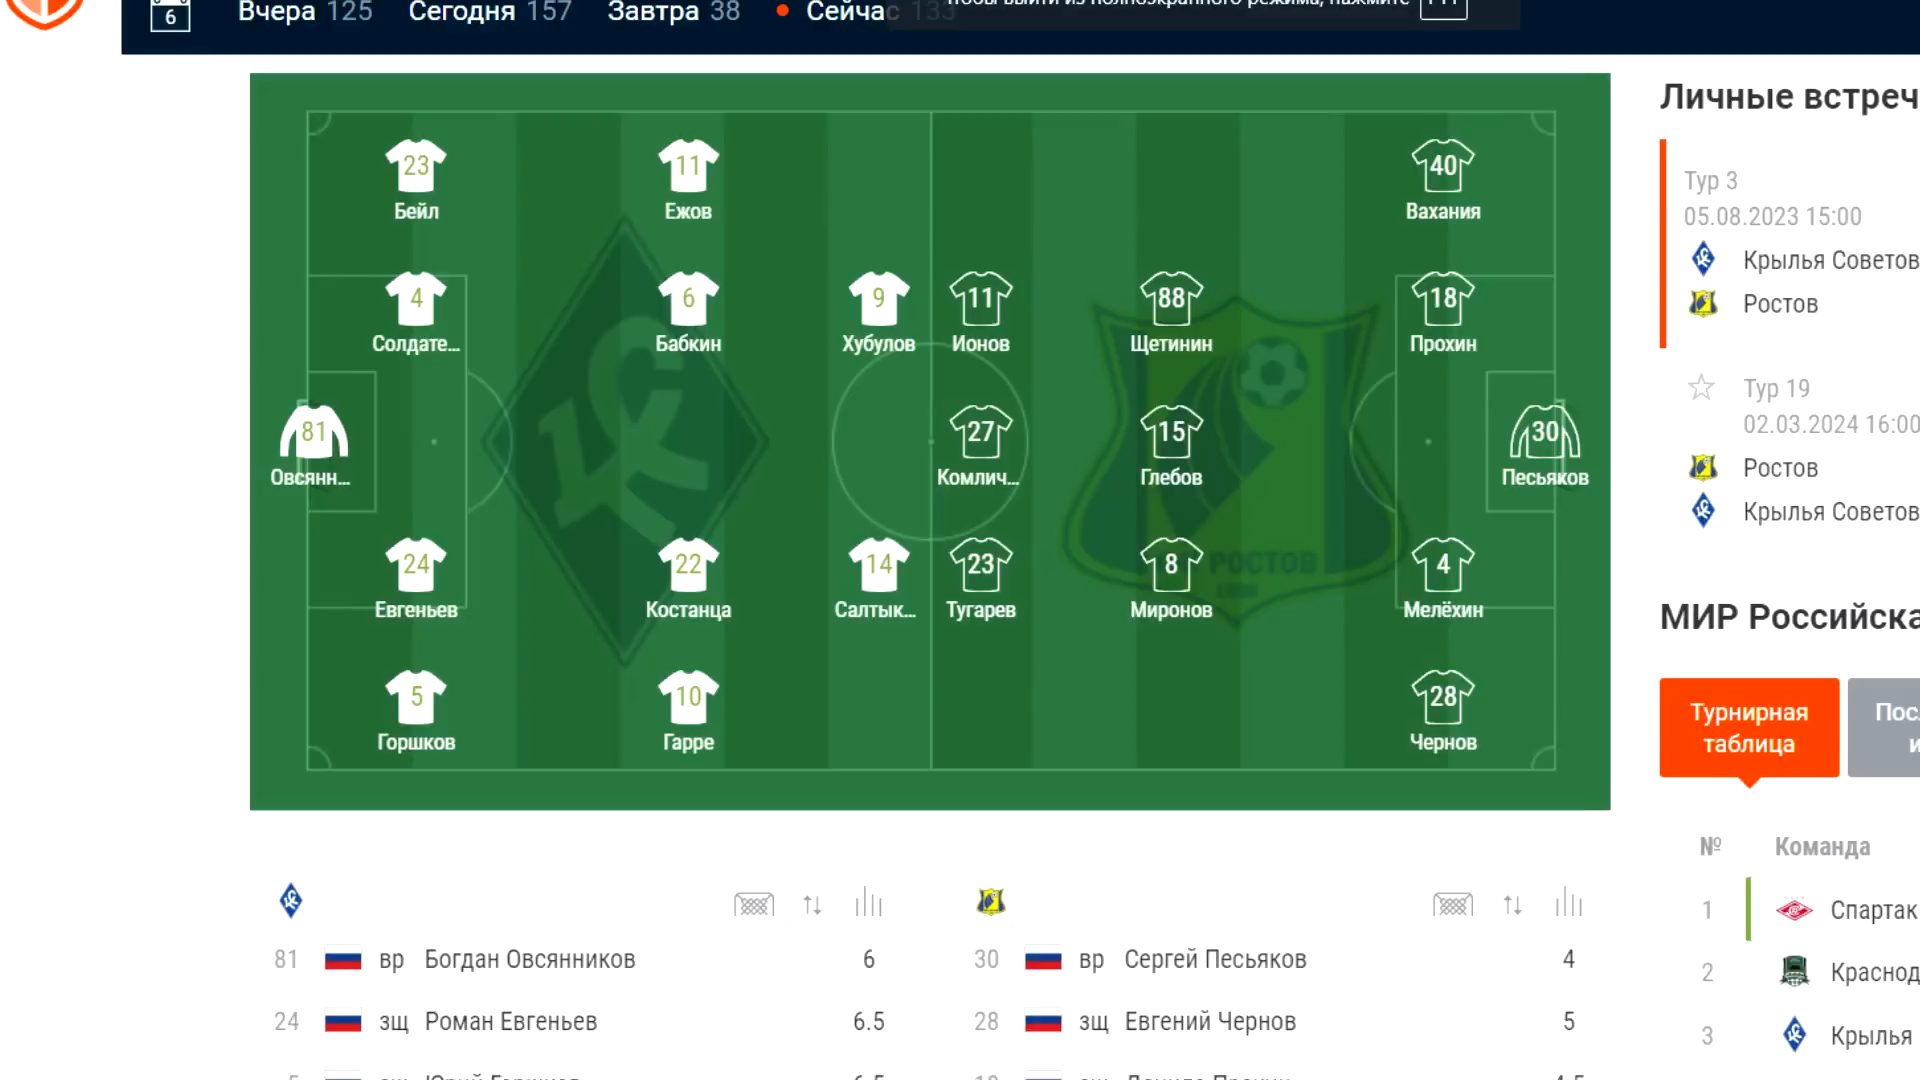 6 Вчера 125 Сегодня 157 Завтра 38 Сейчас 133
23 11 40
Бейл Ежов Вахания
4 6 9 11 88 18
Солдате... Бабкин Хубулов Ионов Щетинин Прохин
81 27 15 30
Овсянн... Комлич... Глебов Песьяков
24 22 14 23 8 4
Евгеньев Костанца Салтык... Тугарев Миронов Мелёхин
5 10 28
Горшков Гарре Чернов
РОСТОВ
Личные встреч
Тур 3
05.08.2023 15:00
Крылья Советов
Ростов
Тур 19
02.03.2024 16:00
Ростов
Крылья Советов
МИР Российска
Турнирная
таблица
№ Команда
1 Спартак
2 Краснод
3 Крылья
81 вр Богдан Овсянников 6
24 зщ Роман Евгеньев 6.5
30 вр Сергей Песьяков 4
28 зщ Евгений Чернов 5